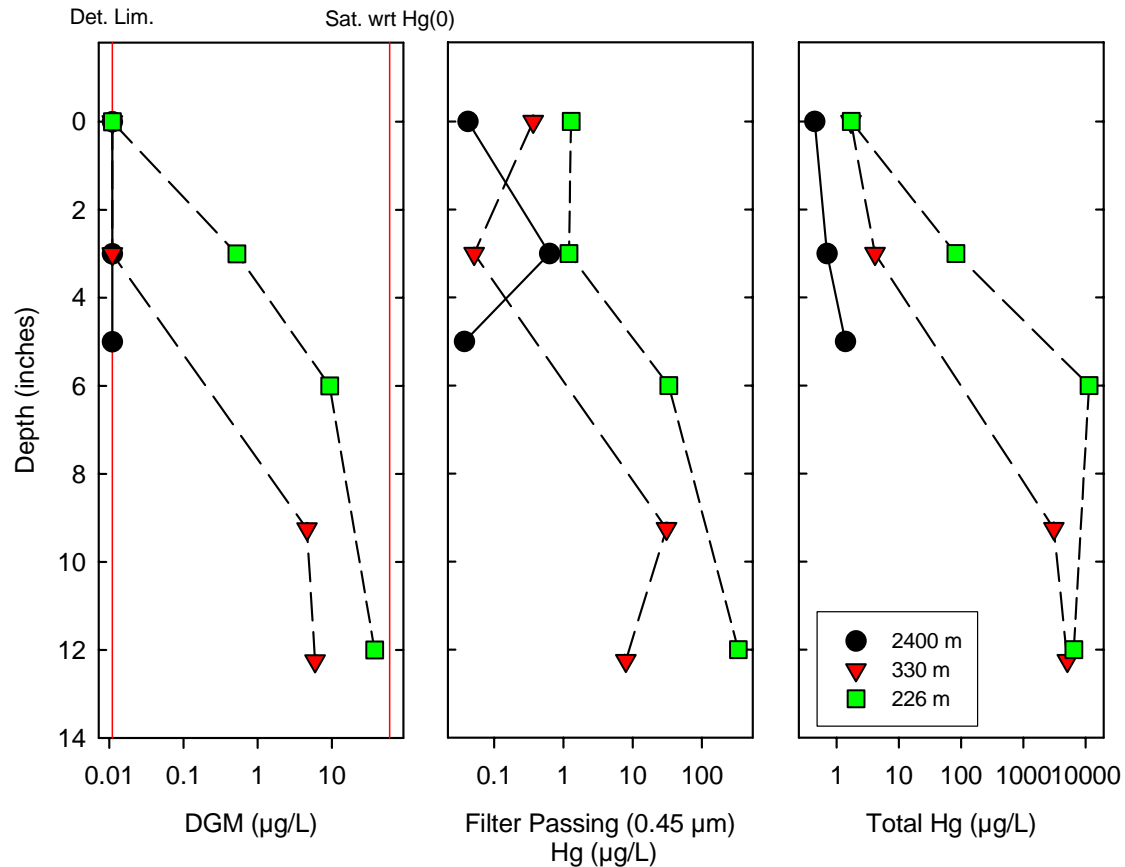 Det. Lim.
Sat. wrt Hg(0)
Depth (inches)
0
2
4
6
8
10
12
14
0.01 0.1 1 10
0.1 1 10 100
1 10 100 1000 10000
DGM (µg/L)
Filter Passing (0.45 µm)
Hg (µg/L)
Total Hg (µg/L)
2400 m
330 m
226 m